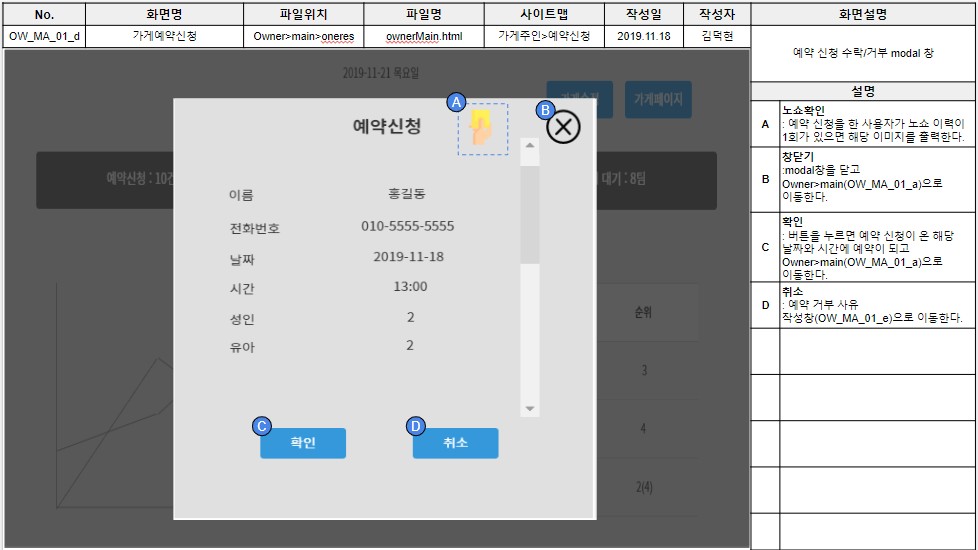 No. 화면명 파일위치 파일명 사이트맵 작성일 작성자 화면설명
OW_MA_01_d 가게예약신청 Owner>main>oneres ownerMain.html 가게주인>예약신청 2019.11.18 김덕현
예약 신청 수락/거부 modal 창
설명
A 노쇼확인
: 예약 신청을 한 사용자가 노쇼 이력이
1회가 있으면 해당 이미지를 출력한다.
B 창닫기
:modal창을 닫고
Owner>main(OW_MA_01_a)으로
이동한다.
C 확인
: 버튼을 누르면 예약 신청이 온 해당
날짜와 시간에 예약이 되고
Owner>main(OW_MA_01_a)으로
이동한다.
D 취소
: 예약 거부 사유
작성창(OW_MA_01_e)으로 이동한다.
2019-11-21 목요일
가게페이지
예약신청 : 10건
대기 : 8팀
A
B
예약신청
이름 홍길동
전화번호 010-5555-5555
날짜 2019-11-18
시간 13:00
성인 2
유아 2
C
확인
D
취소
순위
3
4
2(4)